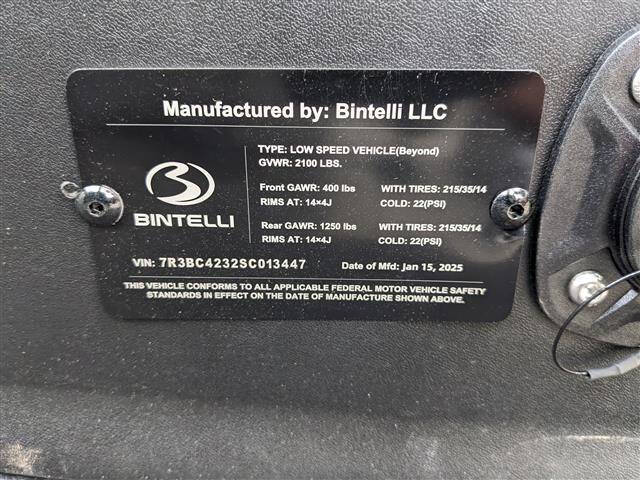 Manufactured by: Bintelli LLC
TYPE: LOW SPEED VEHICLE(Beyond)
GVWR: 2100 LBS.
Front GAWR: 400 lbs WITH TIRES: 215/35/14
RIMS AT: 14×4J COLD: 22(PSI)
BINTELLI
Rear GAWR: 1250 lbs WITH TIRES: 215/35/14
RIMS AT: 14×4J COLD: 22(PSI)
VIN: 7R3BC4232SC013447 Date of Mfd: Jan 15, 2025
THIS VEHICLE CONFORMS TO ALL APPLICABLE FEDERAL MOTOR VEHICLE SAFETY
STANDARDS IN EFFECT ON THE DATE OF MANUFACTURE SHOWN ABOVE.